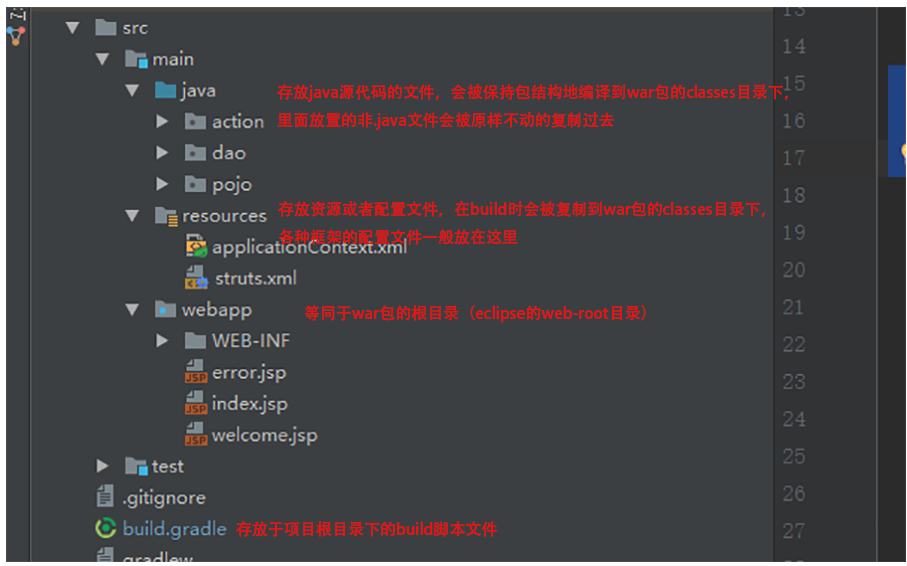 src
13
main
14
java 存放java源代码的文件，会被保持包结构地编译到war包的classes目录下，
15
action 里面放置的非.java文件会被原样不动的复制过去
16
dao
17
pojo
18
resources 存放资源或者配置文件，在build时会被复制到war包的classes目录下，
各种框架的配置文件一般放在这里
19
applicationContext.xml
struts.xml
20
webapp 等同于war包的根目录（eclipse的web-root目录）
21
WEB-INF
22
error.jsp
23
index.jsp
24
welcome.jsp
25
test
.gitignore
26
build.gradle 存放于项目根目录下的build脚本文件
27
gradlew